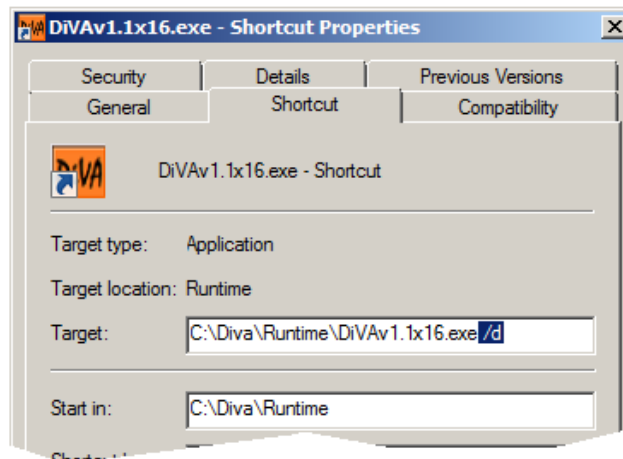 DiVAv1.1x16.exe - Shortcut Properties
Security Details Previous Versions
General Shortcut Compatibility
DiVA
DiVAv1.1x16.exe - Shortcut
Target type: Application
Target location: Runtime
Target: C:\Diva\Runtime\DiVAv1.1x16.exe /d
Start in: C:\Diva\Runtime